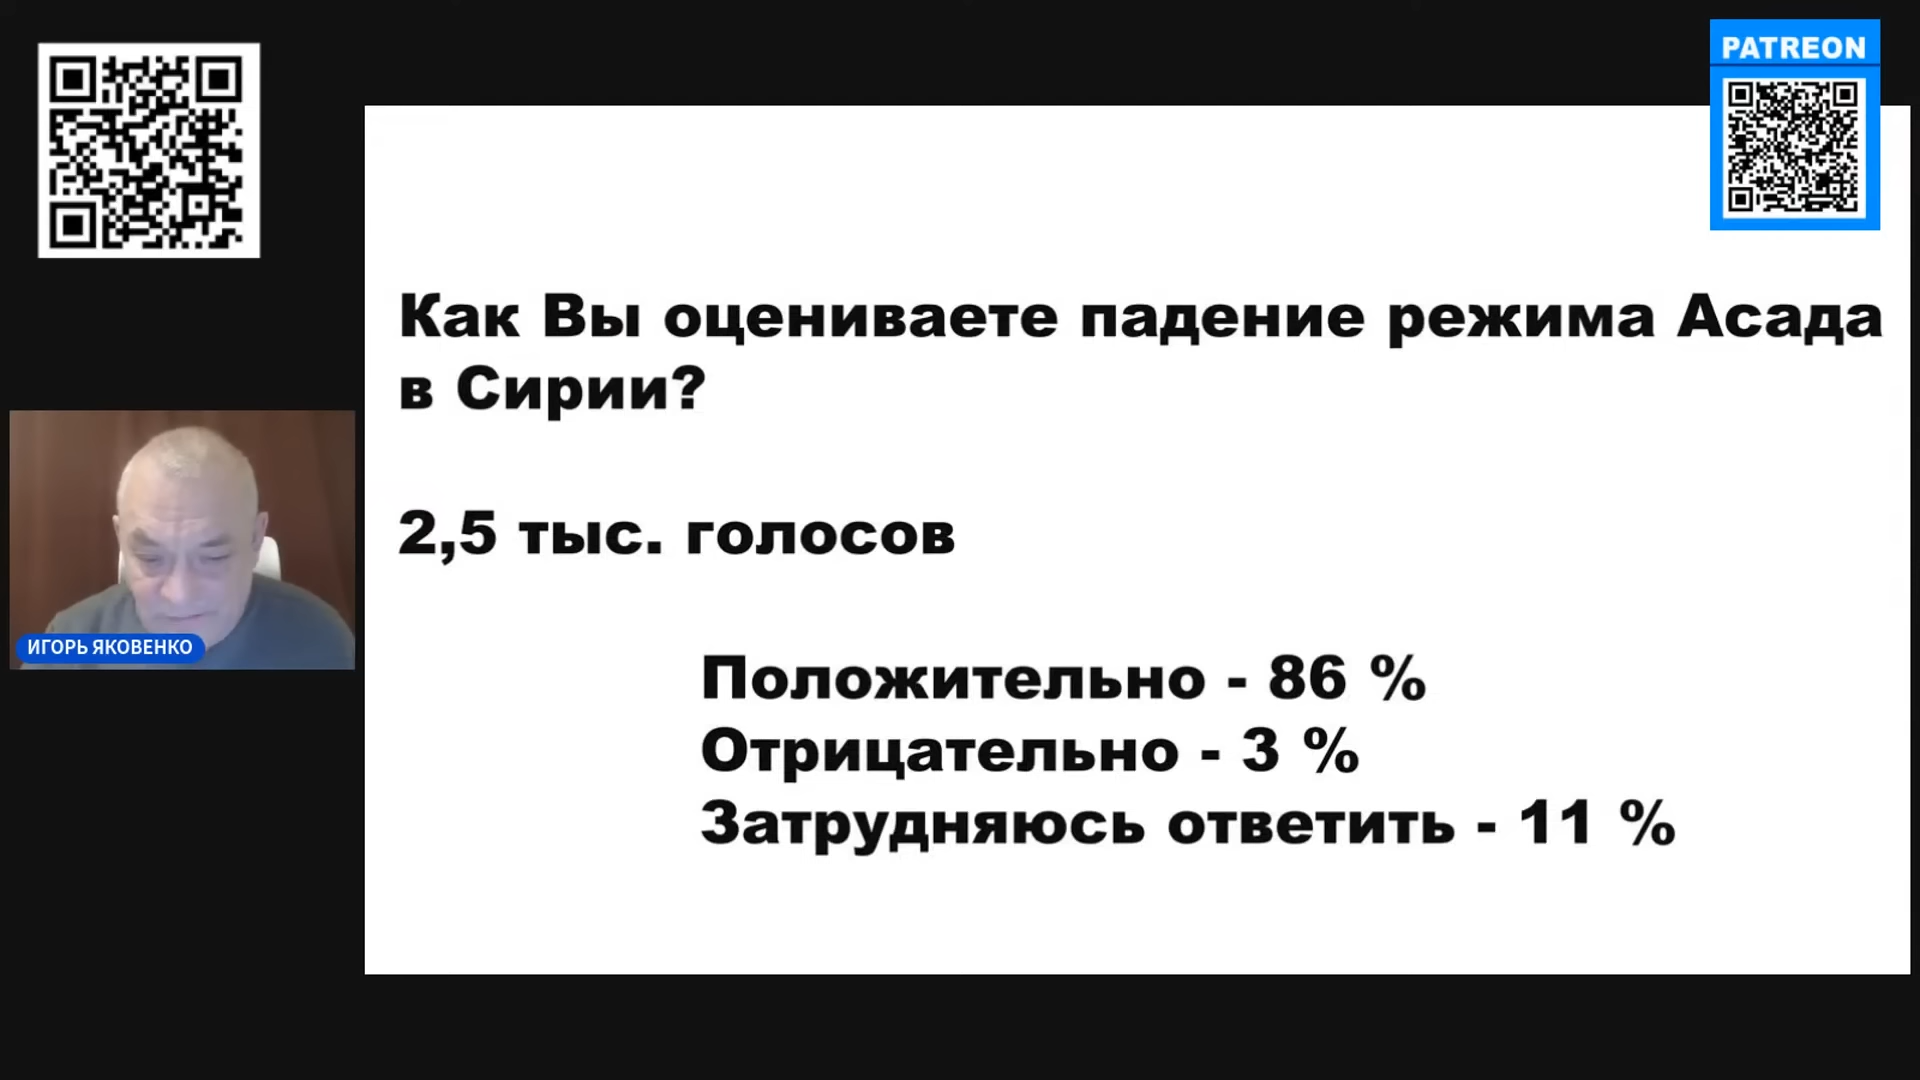 PATREON
Как Вы оцениваете падение режима Асада
в Сирии?
2,5 тыс. голосов
Положительно - 86 %
Отрицательно - 3 %
Затрудняюсь ответить - 11 %
ИГОРЬ ЯКОВЕНКО